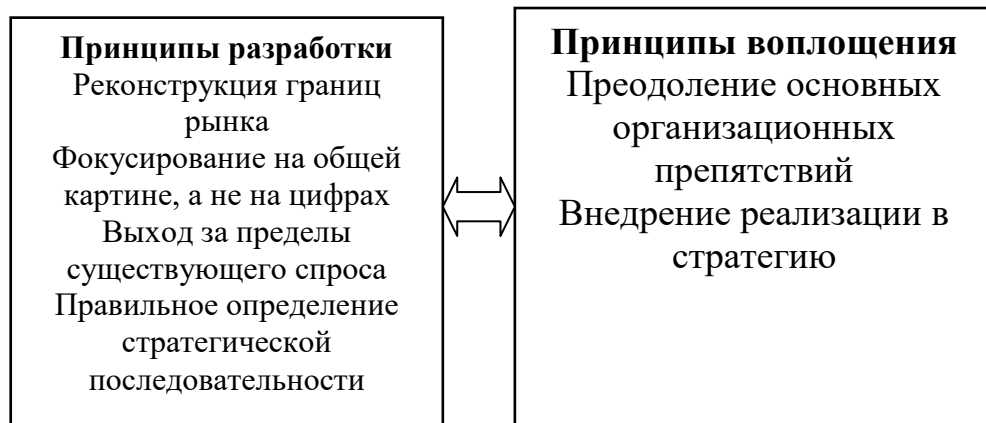 Принципы разработки
Реконструкция границ
рынка
Фокусирование на общей
картине, а не на цифрах
Выход за пределы
существующего спроса
Правильное определение
стратегической
последовательности
Принципы воплощения
Преодоление основных
организационных
препятствий
Внедрение реализации в
стратегию